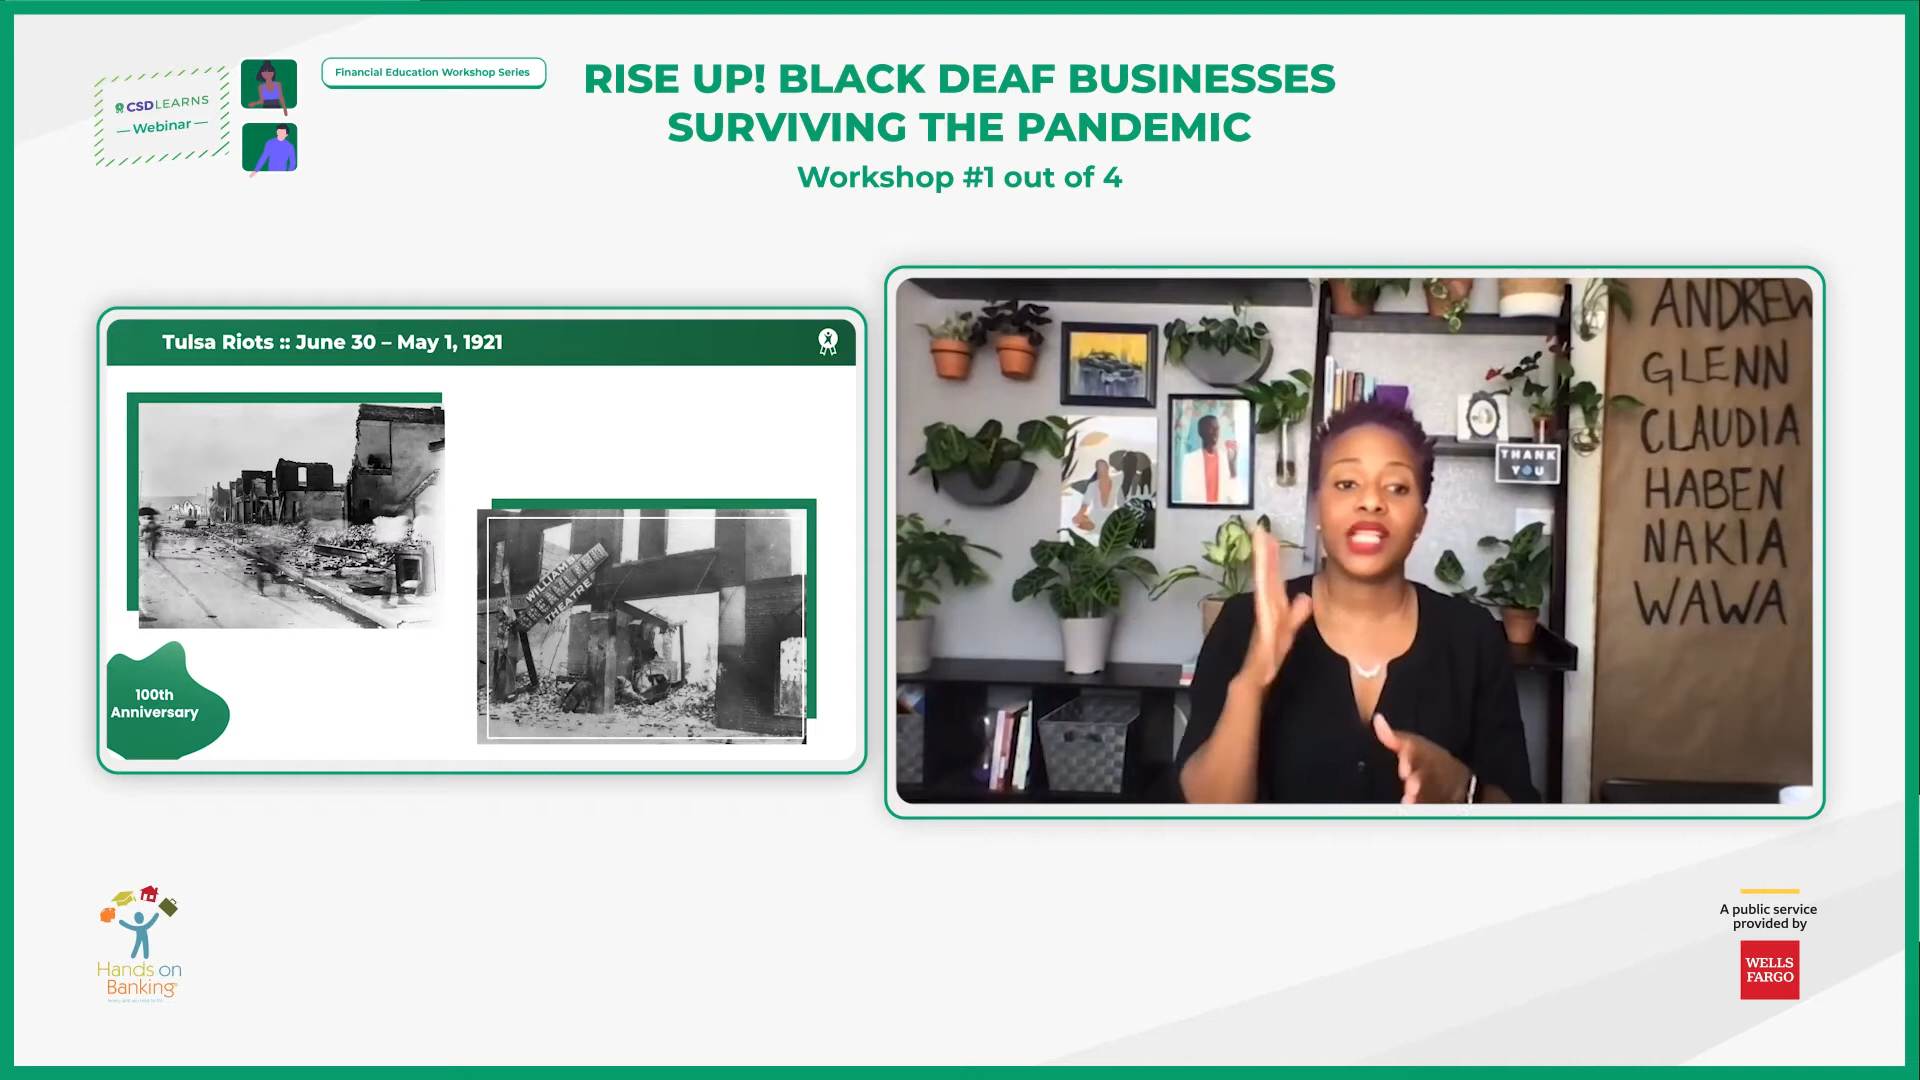 CSDLEARNS
— Webinar —
Financial Education Workshop Series
RISE UP! BLACK DEAF BUSINESSES
SURVIVING THE PANDEMIC
Workshop #1 out of 4
Tulsa Riots :: June 30 – May 1, 1921
WILLIAMS
DREAMLAND
THEATRE
100th
Anniversary
THANK
YOU
ANDREW
GLENN
CLAUDIA
HABEN
NAKIA
WAWA
Hands on
Banking®
A public service
provided by
WELLS
FARGO